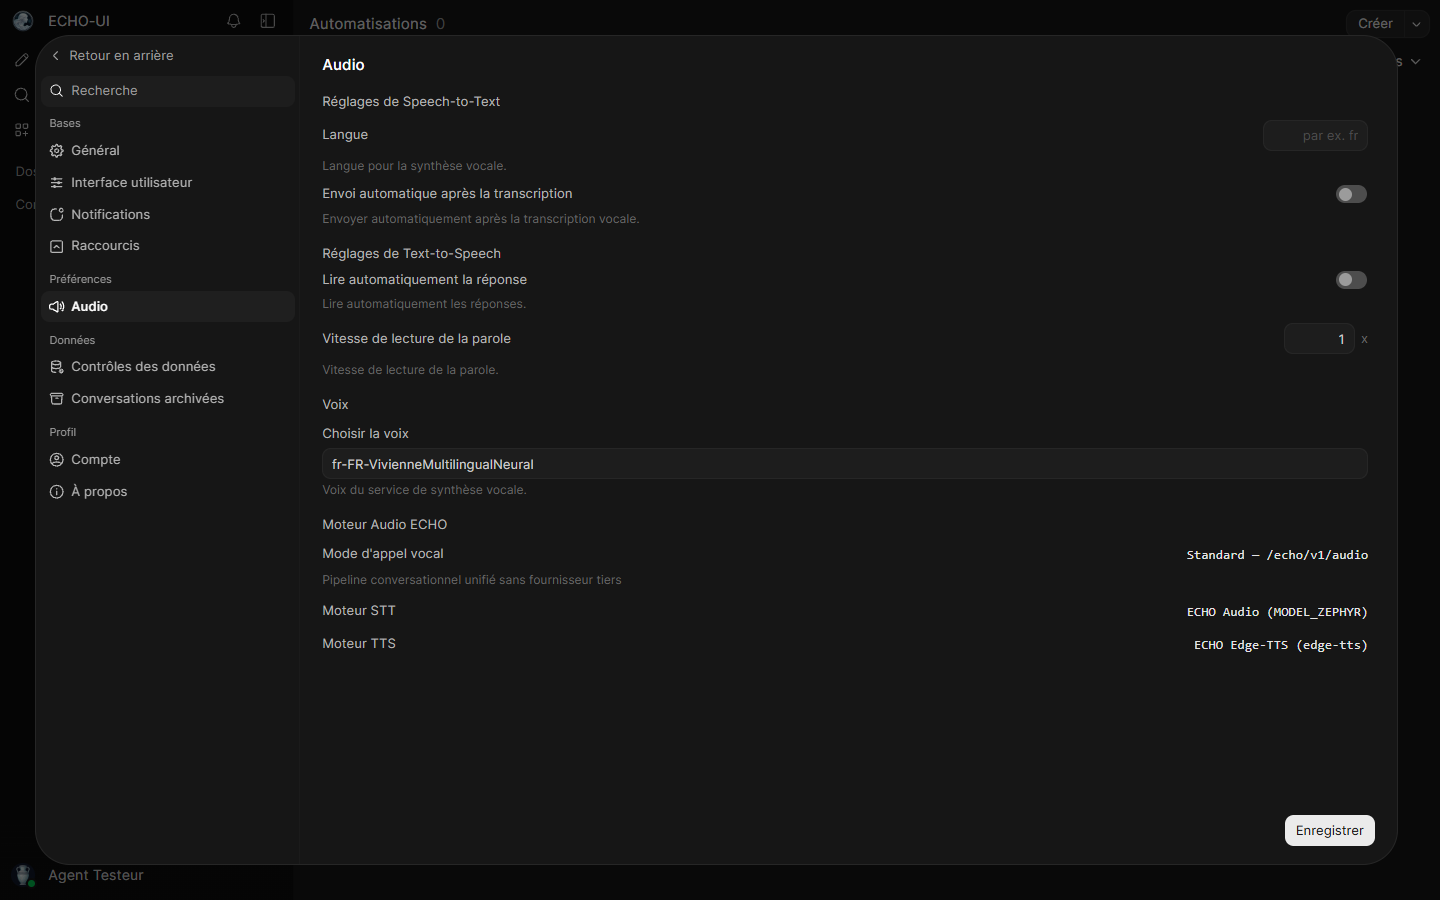 ECHO-UI
Automatisations 0
Créer
Retour en arrière
Recherche
Bases
Général
Interface utilisateur
Notifications
Raccourcis
Préférences
Audio
Données
Contrôles des données
Conversations archivées
Profil
Compte
À propos
Agent Testeur
Audio
Réglages de Speech-to-Text
Langue
par ex. fr
Langue pour la synthèse vocale.
Envoi automatique après la transcription
Envoyer automatiquement après la transcription vocale.
Réglages de Text-to-Speech
Lire automatiquement la réponse
Lire automatiquement les réponses.
Vitesse de lecture de la parole
1 x
Vitesse de lecture de la parole.
Voix
Choisir la voix
fr-FR-VivienneMultilingualNeural
Voix du service de synthèse vocale.
Moteur Audio ECHO
Mode d'appel vocal
Standard — /echo/v1/audio
Pipeline conversationnel unifié sans fournisseur tiers
Moteur STT
ECHO Audio (MODEL_ZEPHYR)
Moteur TTS
ECHO Edge-TTS (edge-tts)
Enregistrer